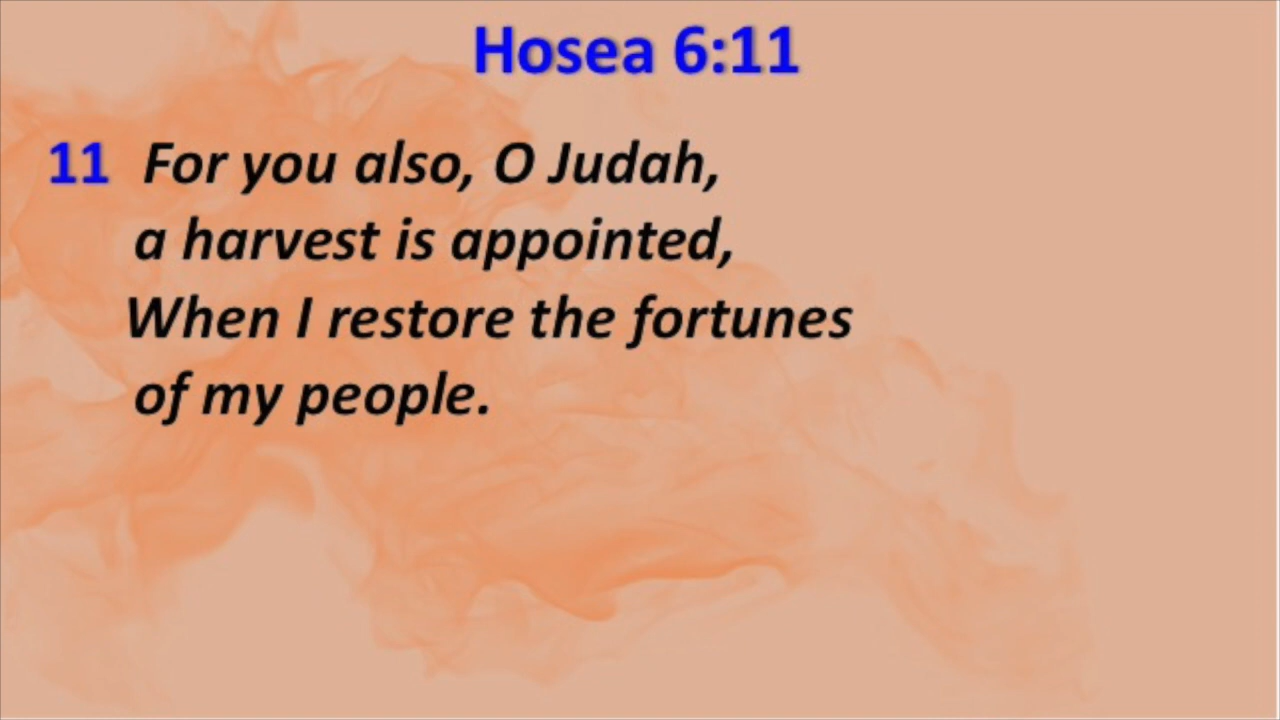 Hosea 6:11
11 For you also, O Judah,
a harvest is appointed,
When I restore the fortunes
of my people.